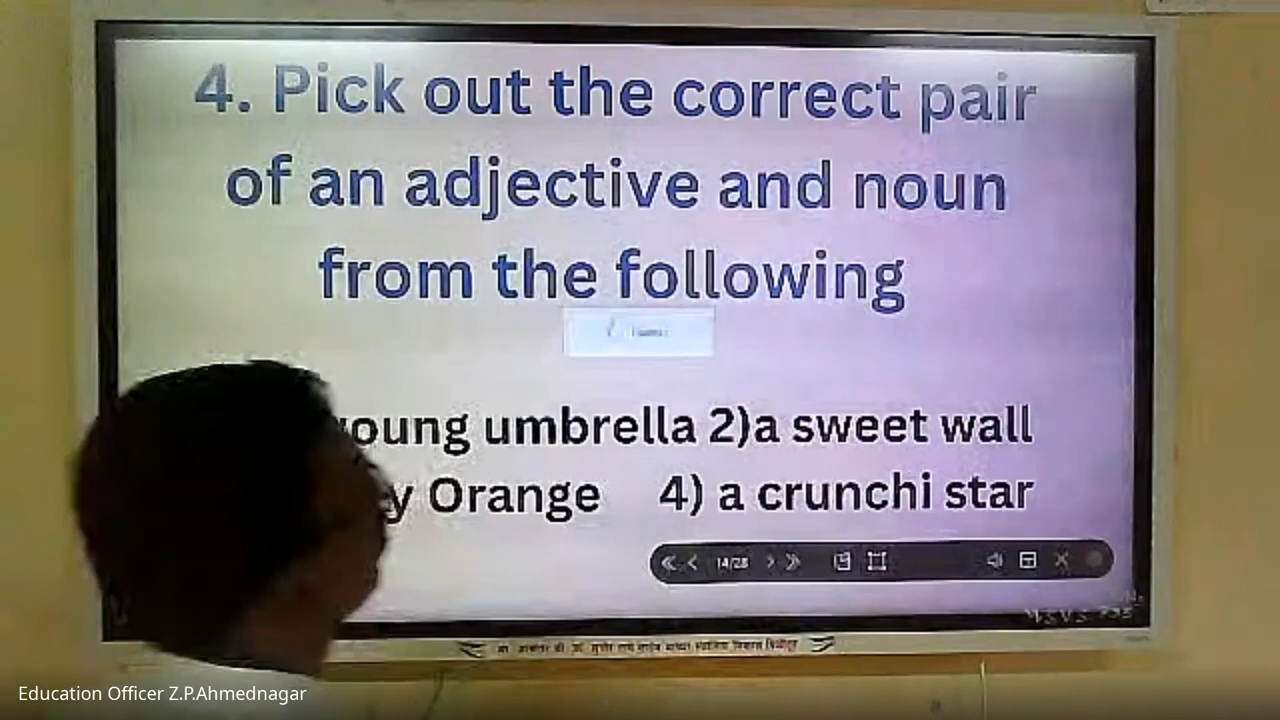 4. Pick out the correct pair
of an adjective and noun
from the following
young umbrella 2)a sweet wall
y Orange 4) a crunchi star
14/28
Education Officer Z.P.Ahmednagar